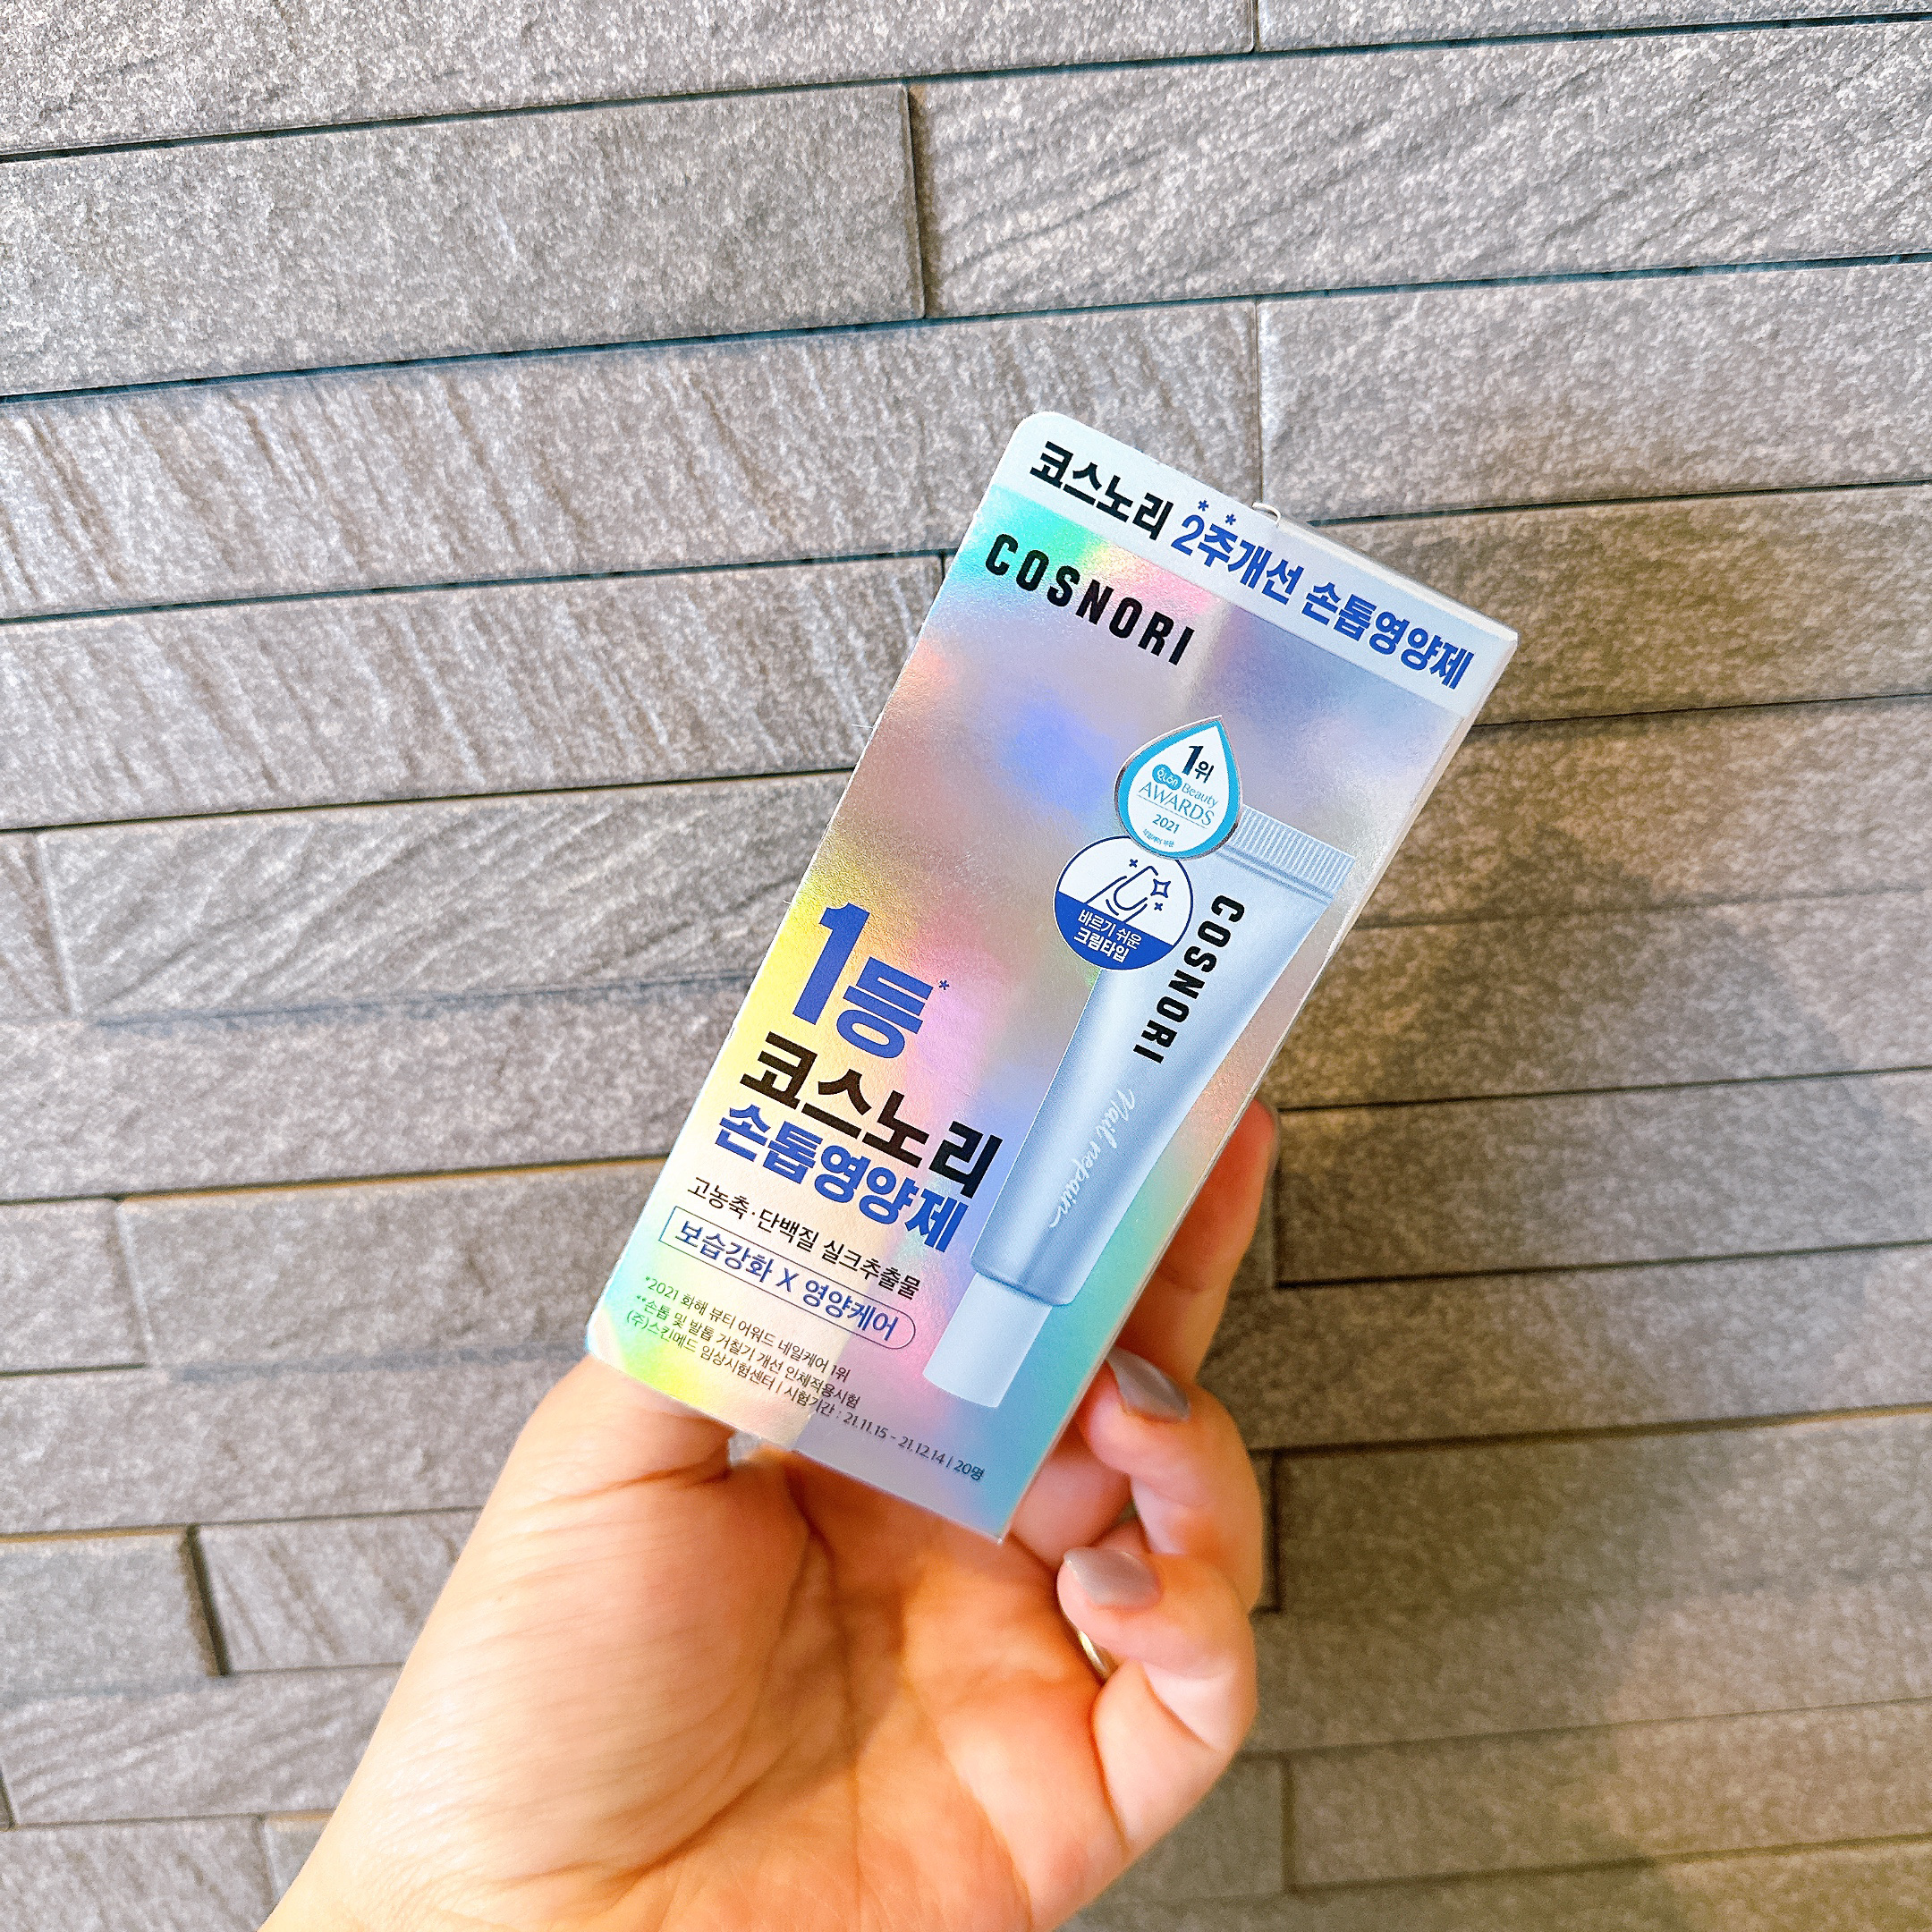 코스노리 2주개선 손톱영양제
**
COSNORI
1위
Beauty
AWARDS
2021
바르기 쉬운
크림타입
COSNORI
Nail repair
1등*
코스노리
손톱영양제
고농축·단백질 실크추출물
보습강화 X 영양케어
*2021 화해 뷰티 어워드 네일케어 1위
**손톱 및 발톱 거칠기 개선 인체적용시험
(주)스킨메드 임상시험센터 | 시험기간 : 21.11.15 - 21.12.14 | 20명